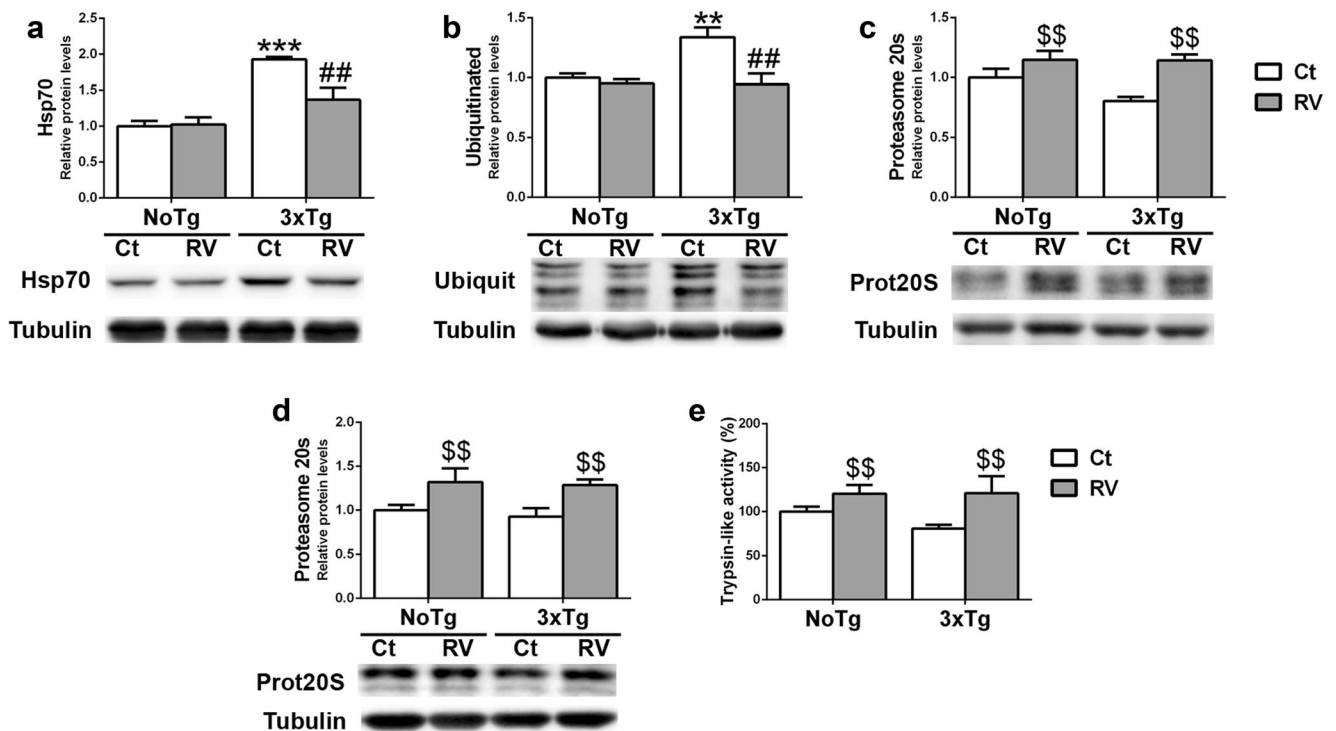 a
Hsp70
Relative protein levels
2.5
2.0
1.5
1.0
0.5
0.0
***
##
NoTg 3xTg
Ct RV Ct RV
Hsp70
Tubulin
b
Ubiquitinated
Relative protein levels
1.5
1.0
0.5
0.0
**
##
NoTg 3xTg
Ct RV Ct RV
Ubiquit
Tubulin
c
Proteasome 20s
Relative protein levels
1.5
1.0
0.5
0.0
$$ $$
NoTg 3xTg
Ct RV Ct RV
Prot20S
Tubulin
Ct
RV
d
Proteasome 20s
Relative protein levels
2.0
1.5
1.0
0.5
0.0
$$ $$
NoTg 3xTg
Ct RV Ct RV
Prot20S
Tubulin
e
Trypsin-like activity (%)
200
150
100
50
0
$$ $$
NoTg 3xTg
Ct
RV